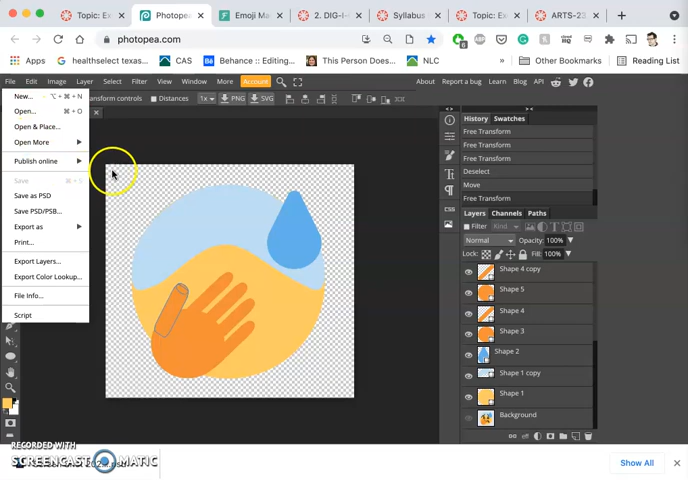 Topic: Ex
Photopea
Emoji Ma
2. DIG-I-
Syllabus
Topic: Ex
ARTS-23
photopea.com
6
Apps
healthselect texas...
CAS
Behance :: Editing...
This Person Does...
NLC
Other Bookmarks
Reading List
File Edit Image Layer Select Filter View Window More Account
About Report a bug Learn Blog API
New... ⌥ + ⌘ + N
nsform controls
Distances
1x
PNG
SVG
Open... ⌘ + O
Open & Place...
Open More
Publish online
Save ⌘ + S
Save as PSD
Save PSD/PSB...
Export as
Print...
Export Layers...
Export Color Lookup...
File Info...
Script
CSS
History Swatches
Free Transform
Free Transform
Free Transform
Deselect
Move
Free Transform
Layers Channels Paths
Filter Kind
Normal Opacity: 100%
Lock: Fill: 100%
Shape 4 copy
Shape 5
Shape 4
Shape 3
Shape 2
Shape 1 copy
Shape 1
Background
eff
RECORDED WITH
SCREENCAST MATIC
Show All